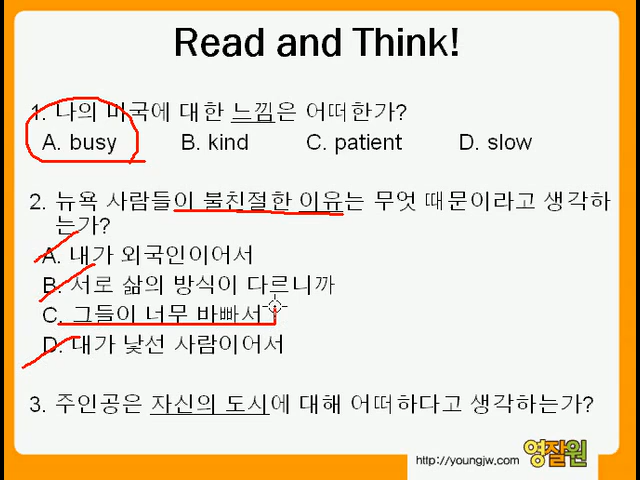 Read and Think!
1. 나의 미국에 대한 느낌은 어떠한가?
A. busy B. kind C. patient D. slow
2. 뉴욕 사람들이 불친절한 이유는 무엇 때문이라고 생각하
는가?
A. 내가 외국인이어서
B. 서로 삶의 방식이 다르니까
C. 그들이 너무 바빠서
D. 내가 낯선 사람이어서
3. 주인공은 자신의 도시에 대해 어떠하다고 생각하는가?
http://youngjw.com 영잘원